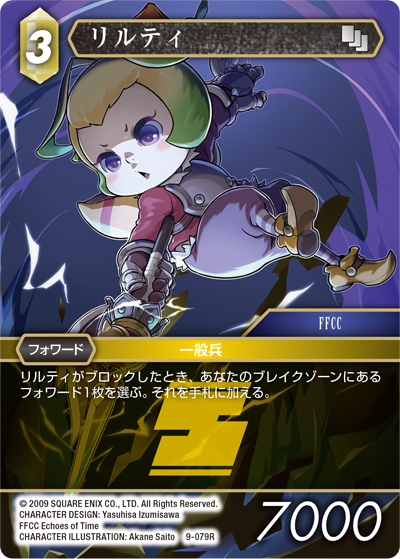 3
リルティ
FFCC
フォワード
一般兵
リルティがブロックしたとき、あなたのブレイクゾーンにある
フォワード1枚を選ぶ。それを手札に加える。
© 2009 SQUARE ENIX CO., LTD. All Rights Reserved.
CHARACTER DESIGN: Yasuhisa Izumisawa
FFCC Echoes of Time
CHARACTER ILLUSTRATION: Akane Saito 9-079R
7000